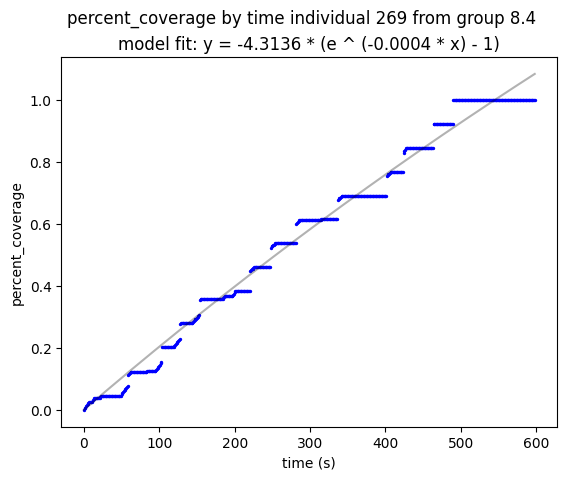 percent_coverage by time individual 269 from group 8.4
model fit: y = -4.3136 * (e ^ (-0.0004 * x) - 1)
percent_coverage
1.0
0.8
0.6
0.4
0.2
0.0
0 100 200 300 400 500 600
time (s)